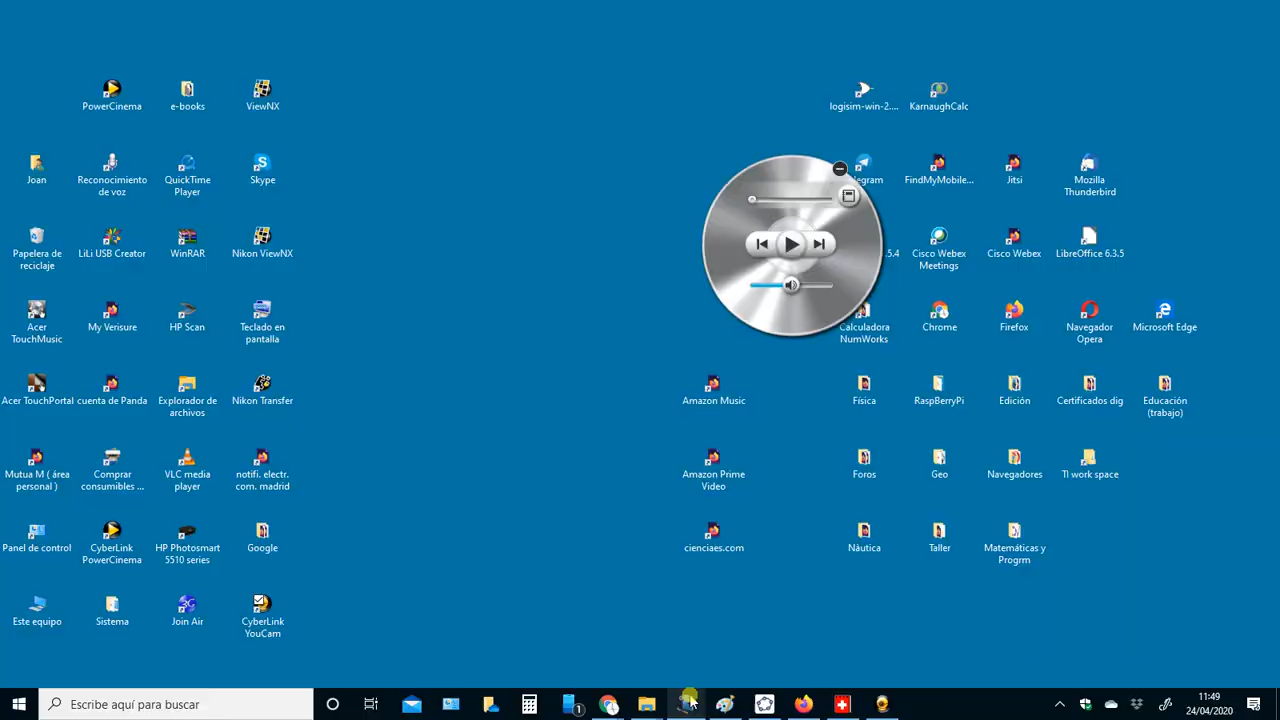 PowerCinema
e-books
ViewNX
logisim-win-2....
KarnaughCalc
Joan
Reconocimiento
de voz
QuickTime
Player
Skype
FindMyMobile...
Jitsi
Mozilla
Thunderbird
Papelera de
reciclaje
LiLi USB Creator
WinRAR
Nikon ViewNX
.5.4
Cisco Webex
Meetings
Cisco Webex
LibreOffice 6.3.5
Acer
TouchMusic
My Verisure
HP Scan
Teclado en
pantalla
Calculadora
NumWorks
Chrome
Firefox
Navegador
Opera
Microsoft Edge
Acer TouchPortal
cuenta de Panda
Explorador de
archivos
Nikon Transfer
Amazon Music
Física
RaspBerryPi
Edición
Certificados dig
Educación
(trabajo)
Mutua M ( área
personal )
Comprar
consumibles ...
VLC media
player
notifi. electr.
com. madrid
Amazon Prime
Video
Foros
Geo
Navegadores
TI work space
Panel de control
CyberLink
PowerCinema
HP Photosmart
5510 series
Google
cienciaes.com
Nàutica
Taller
Matemáticas y
Progrm
Este equipo
Sistema
Join Air
CyberLink
YouCam
Escribe aquí para buscar
1
11:49
24/04/2020